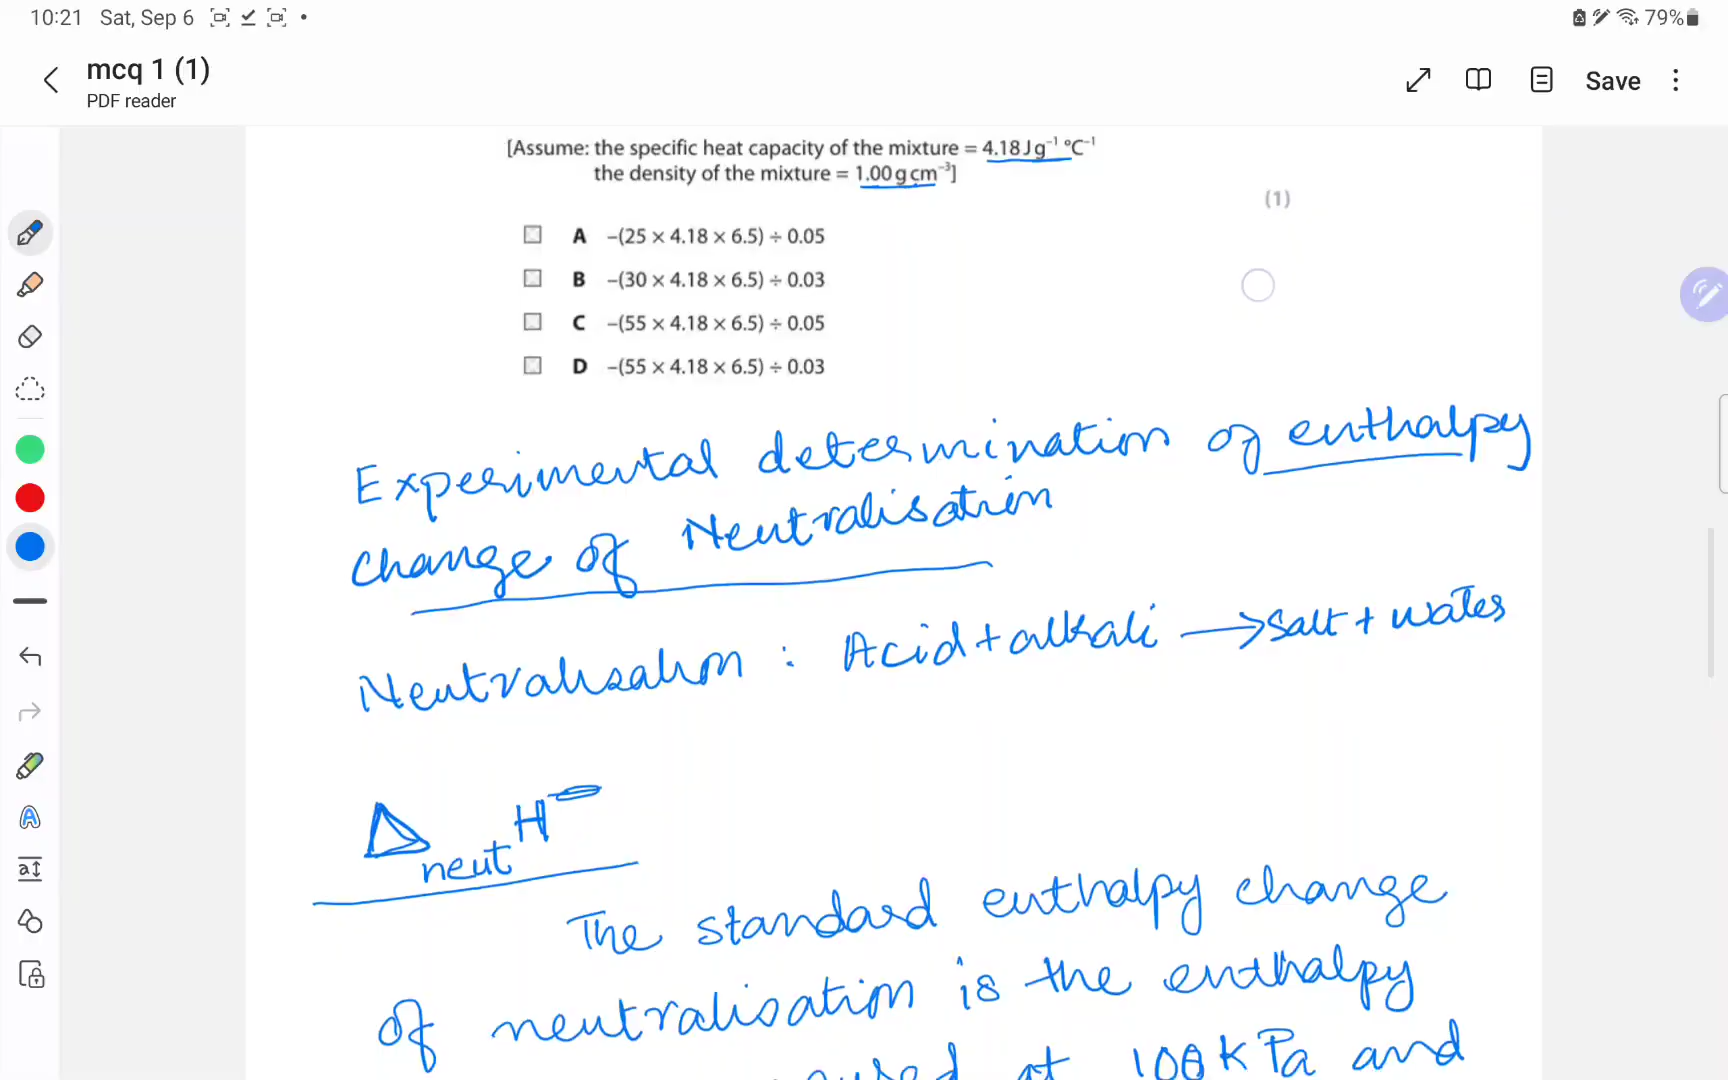 10:21 Sat, Sep 6 79%
mcq 1 (1)
PDF reader
Save
[Assume: the specific heat capacity of the mixture = 4.18 J g⁻¹ °C⁻¹
the density of the mixture = 1.00 g cm⁻³]
(1)
A –(25 × 4.18 × 6.5) ÷ 0.05
B –(30 × 4.18 × 6.5) ÷ 0.03
C –(55 × 4.18 × 6.5) ÷ 0.05
D –(55 × 4.18 × 6.5) ÷ 0.03
Experimental determination of enthalpy
change of Neutralisation
Neutralisation : Acid + alkali → Salt + water
Δneut H⁻
The standard enthalpy change
of neutralisation is the enthalpy
at 100 kPa and